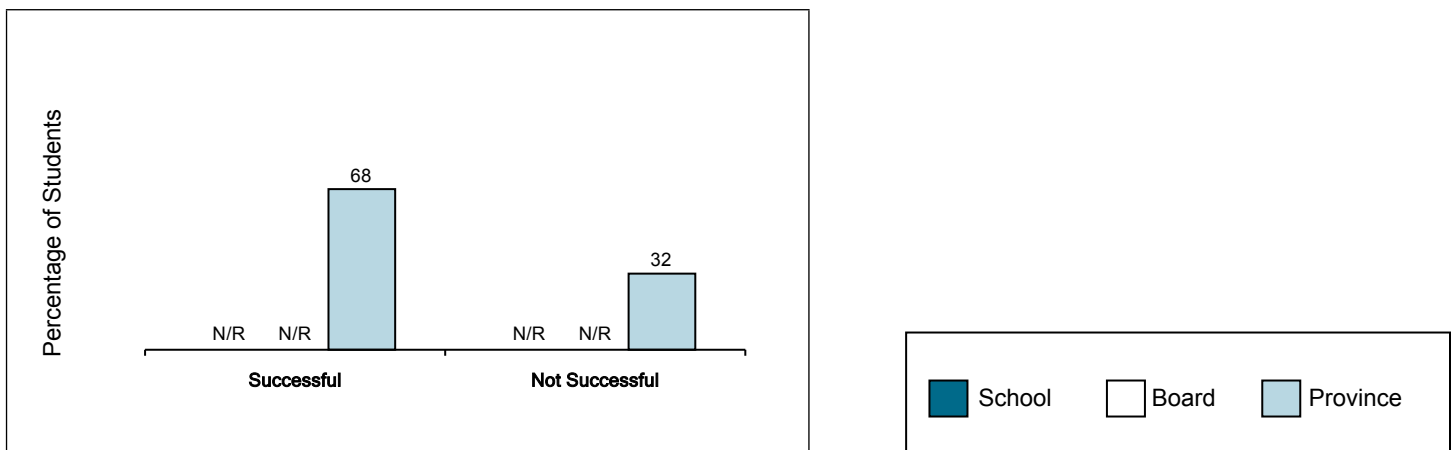 Percentage of Students
68
32
N/R N/R
N/R N/R
Successful
Not Successful
School
Board
Province